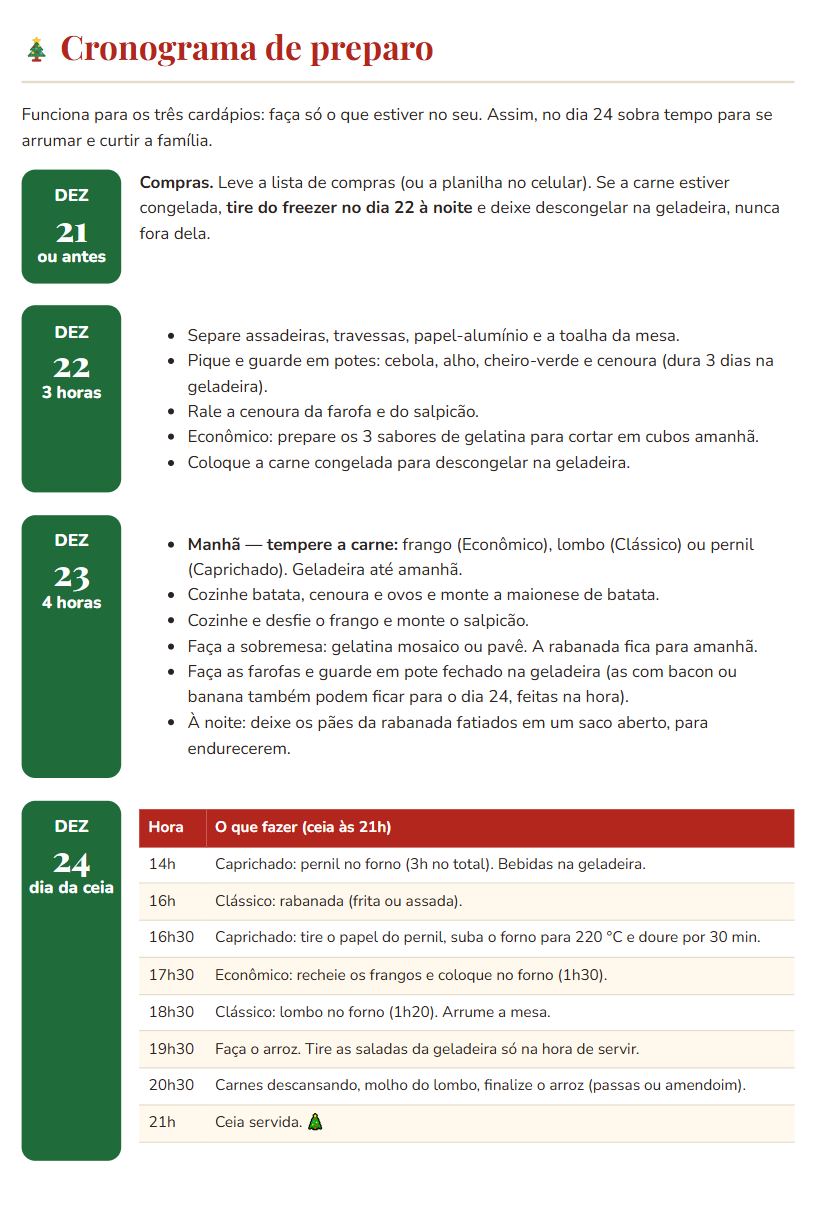 Cronograma de preparo
Funciona para os três cardápios: faça só o que estiver no seu. Assim, no dia 24 sobra tempo para se
arrumar e curtir a família.
DEZ
21
ou antes
Compras. Leve a lista de compras (ou a planilha no celular). Se a carne estiver
congelada, tire do freezer no dia 22 à noite e deixe descongelar na geladeira, nunca
fora dela.
DEZ
22
3 horas
• Separe assadeiras, travessas, papel-alumínio e a toalha da mesa.
• Pique e guarde em potes: cebola, alho, cheiro-verde e cenoura (dura 3 dias na
geladeira).
• Rale a cenoura da farofa e do salpicão.
• Econômico: prepare os 3 sabores de gelatina para cortar em cubos amanhã.
• Coloque a carne congelada para descongelar na geladeira.
DEZ
23
4 horas
• Manhã — tempere a carne: frango (Econômico), lombo (Clássico) ou pernil
(Caprichado). Geladeira até amanhã.
• Cozinhe batata, cenoura e ovos e monte a maionese de batata.
• Cozinhe e desfie o frango e monte o salpicão.
• Faça a sobremesa: gelatina mosaico ou pavê. A rabanada fica para amanhã.
• Faça as farofas e guarde em pote fechado na geladeira (as com bacon ou
banana também podem ficar para o dia 24, feitas na hora).
• À noite: deixe os pães da rabanada fatiados em um saco aberto, para
endurecerem.
DEZ
24
dia da ceia
Hora O que fazer (ceia às 21h)
14h Caprichado: pernil no forno (3h no total). Bebidas na geladeira.
16h Clássico: rabanada (frita ou assada).
16h30 Caprichado: tire o papel do pernil, suba o forno para 220 °C e doure por 30 min.
17h30 Econômico: recheie os frangos e coloque no forno (1h30).
18h30 Clássico: lombo no forno (1h20). Arrume a mesa.
19h30 Faça o arroz. Tire as saladas da geladeira só na hora de servir.
20h30 Carnes descansando, molho do lombo, finalize o arroz (passas ou amendoim).
21h Ceia servida.